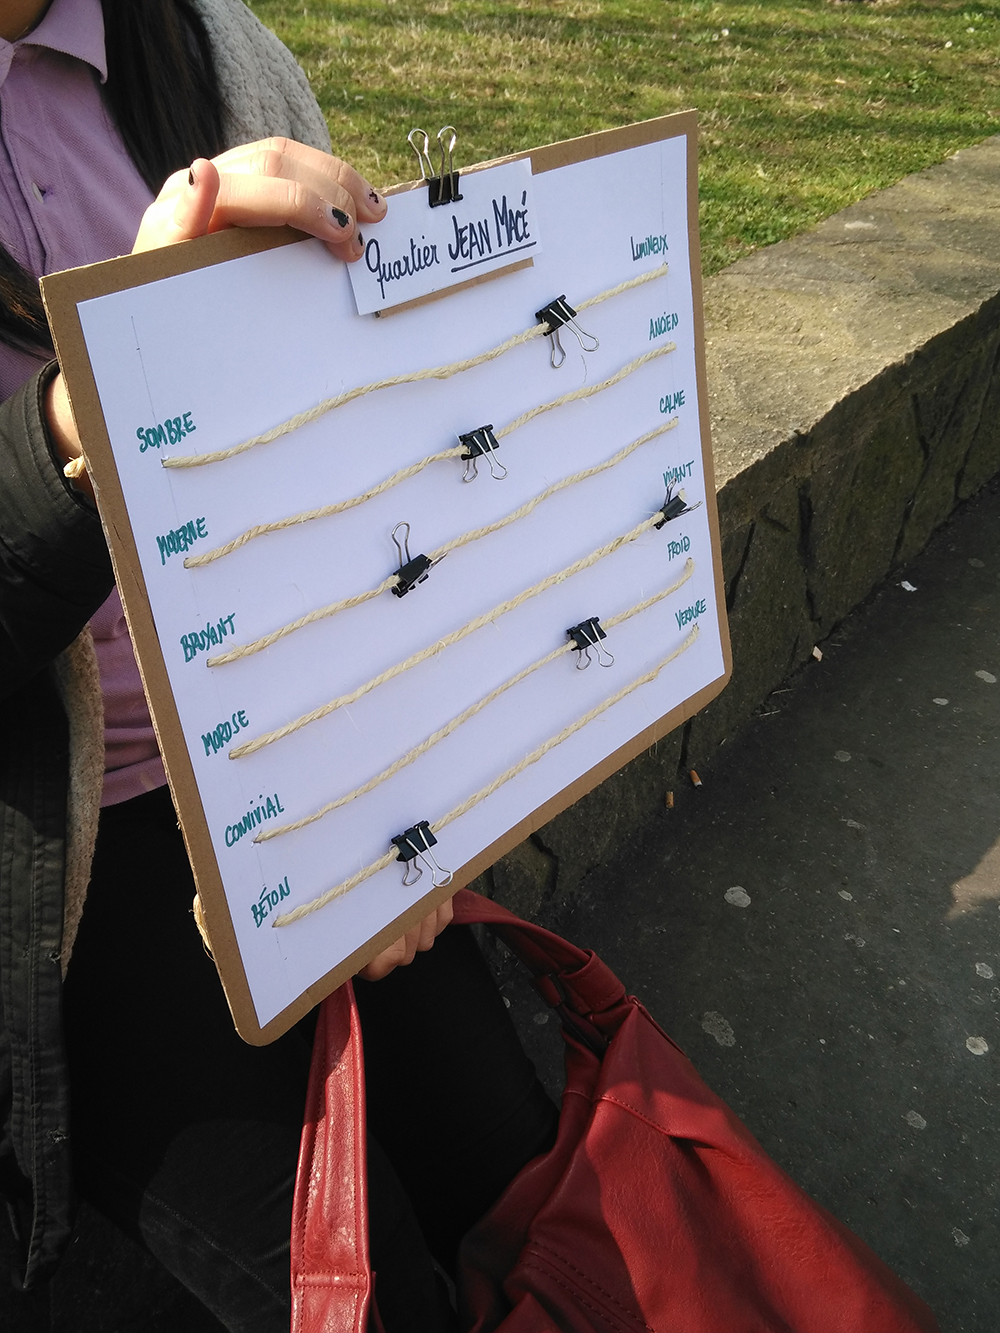 Quartier JEAN MACÉ
SOMBRE LUMINEUX
MODERNE ANCIEN
BRUYANT CALME
MOROSE VIVANT
CONVIVIAL FROID
BÉTON VERDURE